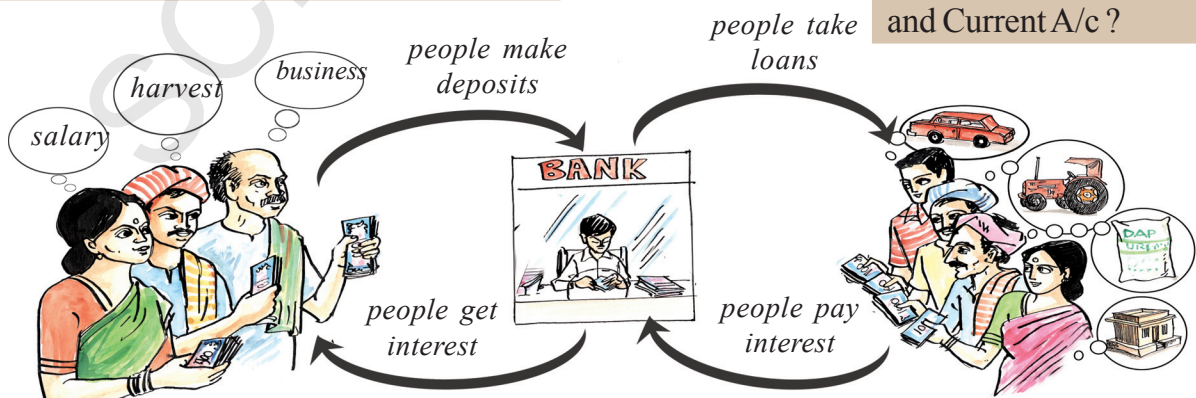 and Current A/c ?
people make
deposits
people take
loans
business
harvest
salary
BANK
DAP
UREA
people get
interest
people pay
interest